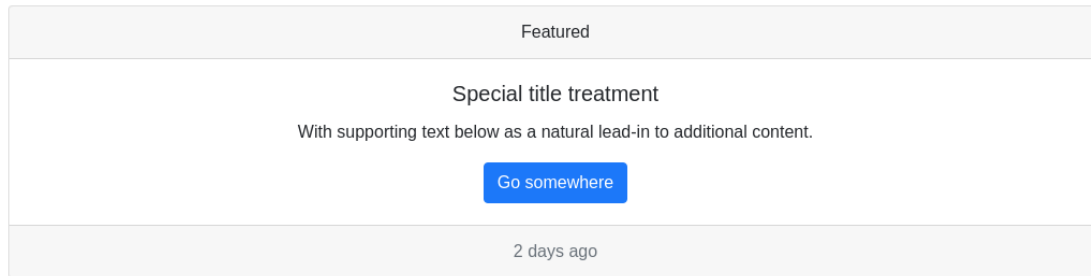 Featured
Special title treatment
With supporting text below as a natural lead-in to additional content.
Go somewhere
2 days ago